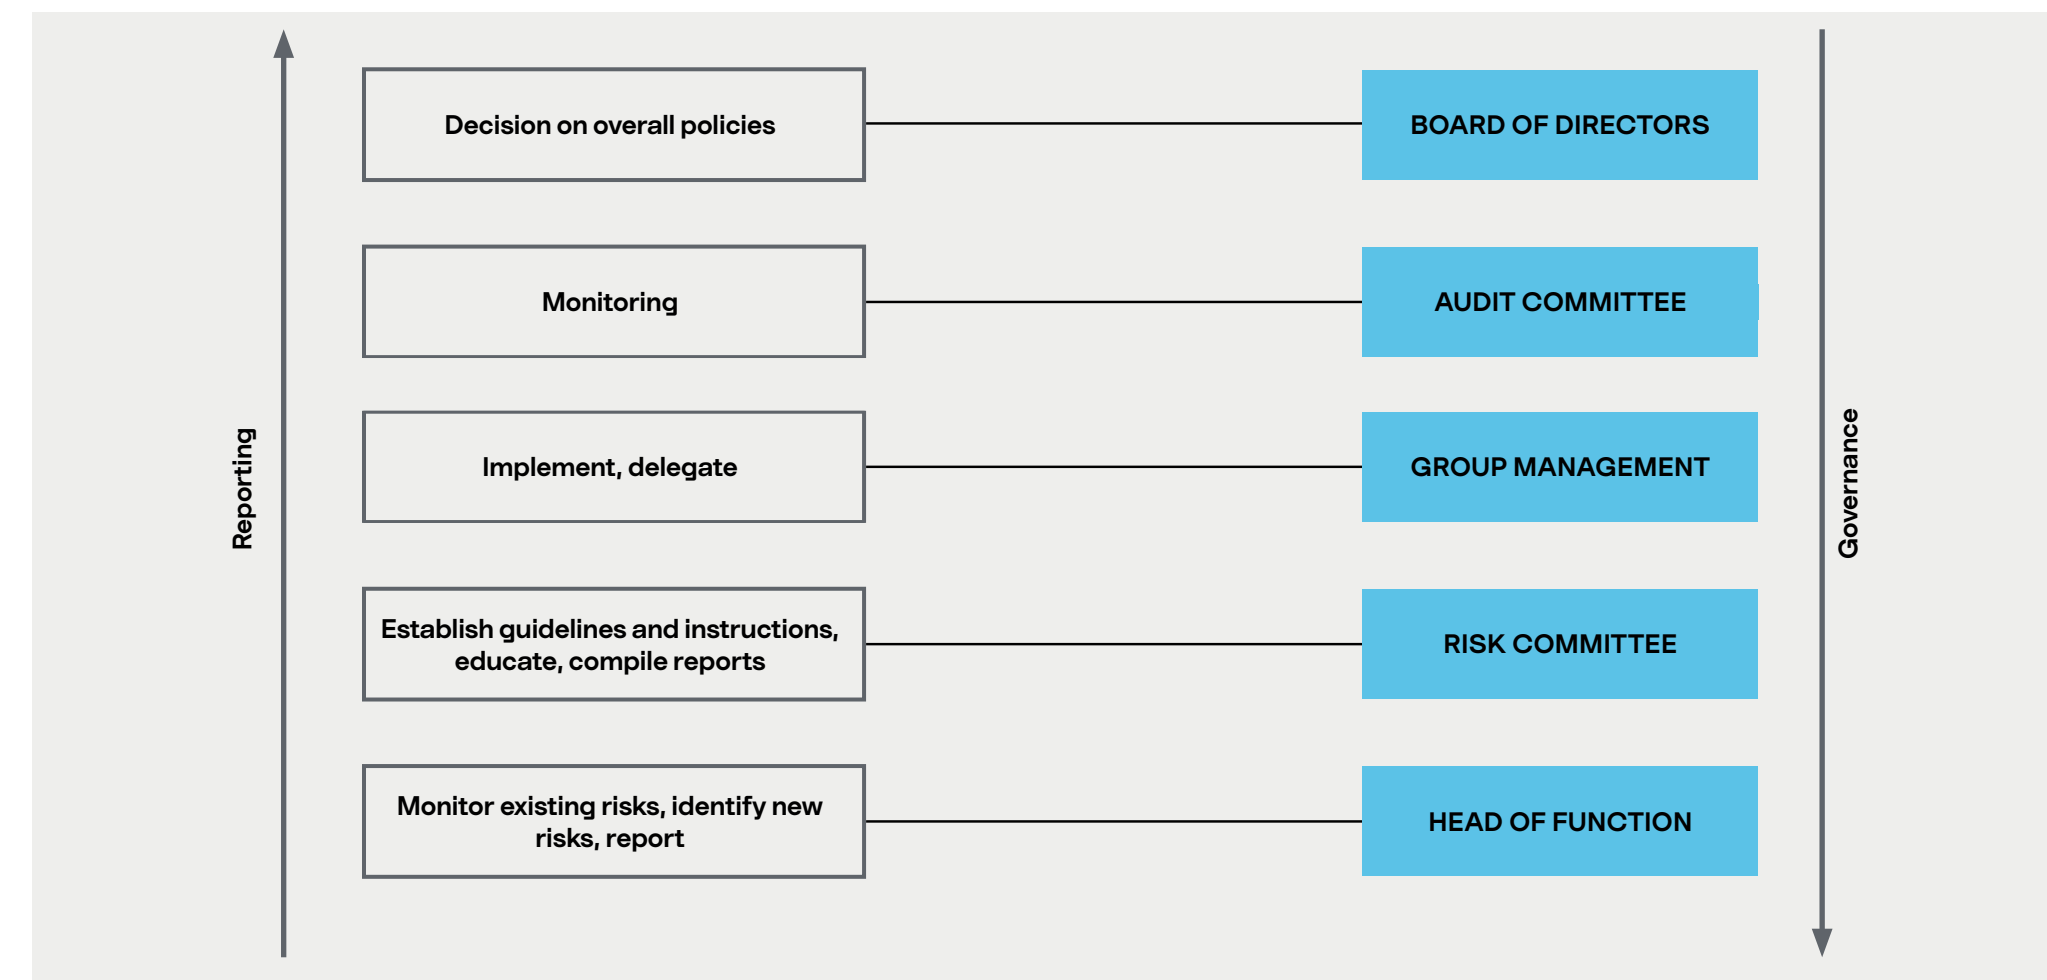 Decision on overall policies
BOARD OF DIRECTORS
Monitoring
AUDIT COMMITTEE
Implement, delegate
GROUP MANAGEMENT
Establish guidelines and instructions,
educate, compile reports
RISK COMMITTEE
Monitor existing risks, identify new
risks, report
HEAD OF FUNCTION
Reporting
Governance